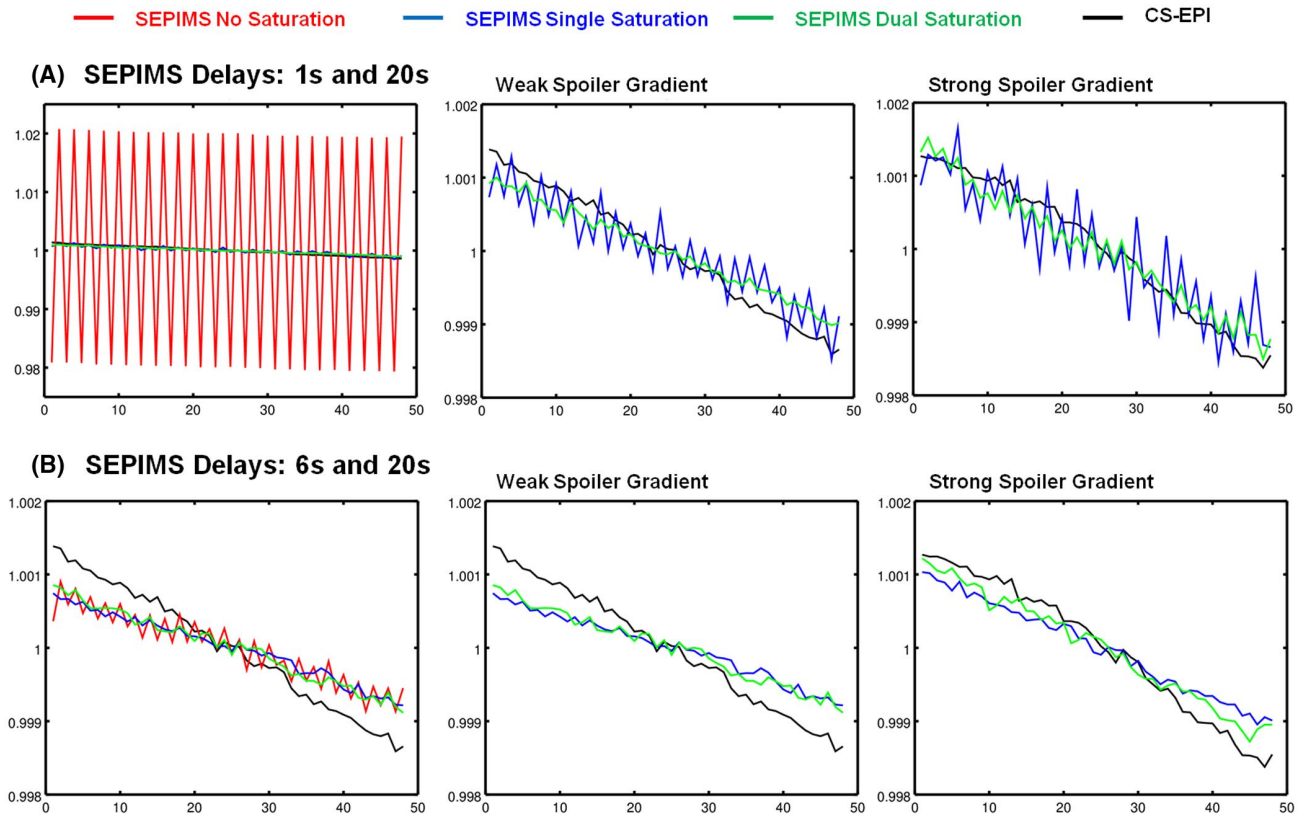 SEPIMS No Saturation SEPIMS Single Saturation SEPIMS Dual Saturation CS-EPI
(A) SEPIMS Delays: 1s and 20s
Weak Spoiler Gradient
Strong Spoiler Gradient
1.02
1.01
1
0.99
0.98
0 10 20 30 40 50
1.002
1.001
1
0.999
0.998
0 10 20 30 40 50
1.002
1.001
1
0.999
0.998
0 10 20 30 40 50
(B) SEPIMS Delays: 6s and 20s
Weak Spoiler Gradient
Strong Spoiler Gradient
1.002
1.001
1
0.999
0.998
0 10 20 30 40 50
1.002
1.001
1
0.999
0.998
0 10 20 30 40 50
1.002
1.001
1
0.999
0.998
0 10 20 30 40 50